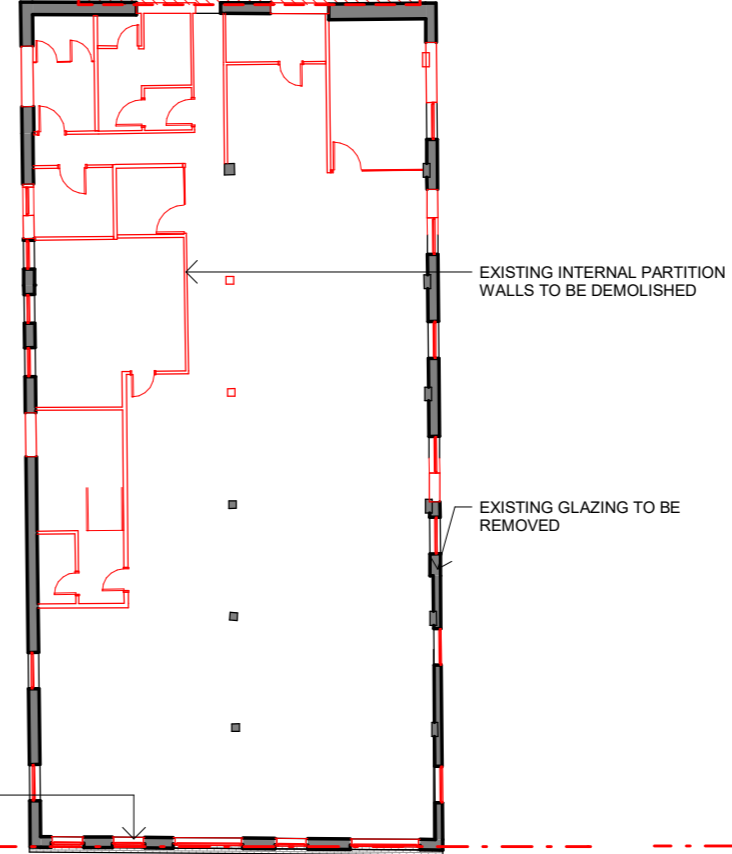 EXISTING INTERNAL PARTITION
WALLS TO BE DEMOLISHED
EXISTING GLAZING TO BE
REMOVED